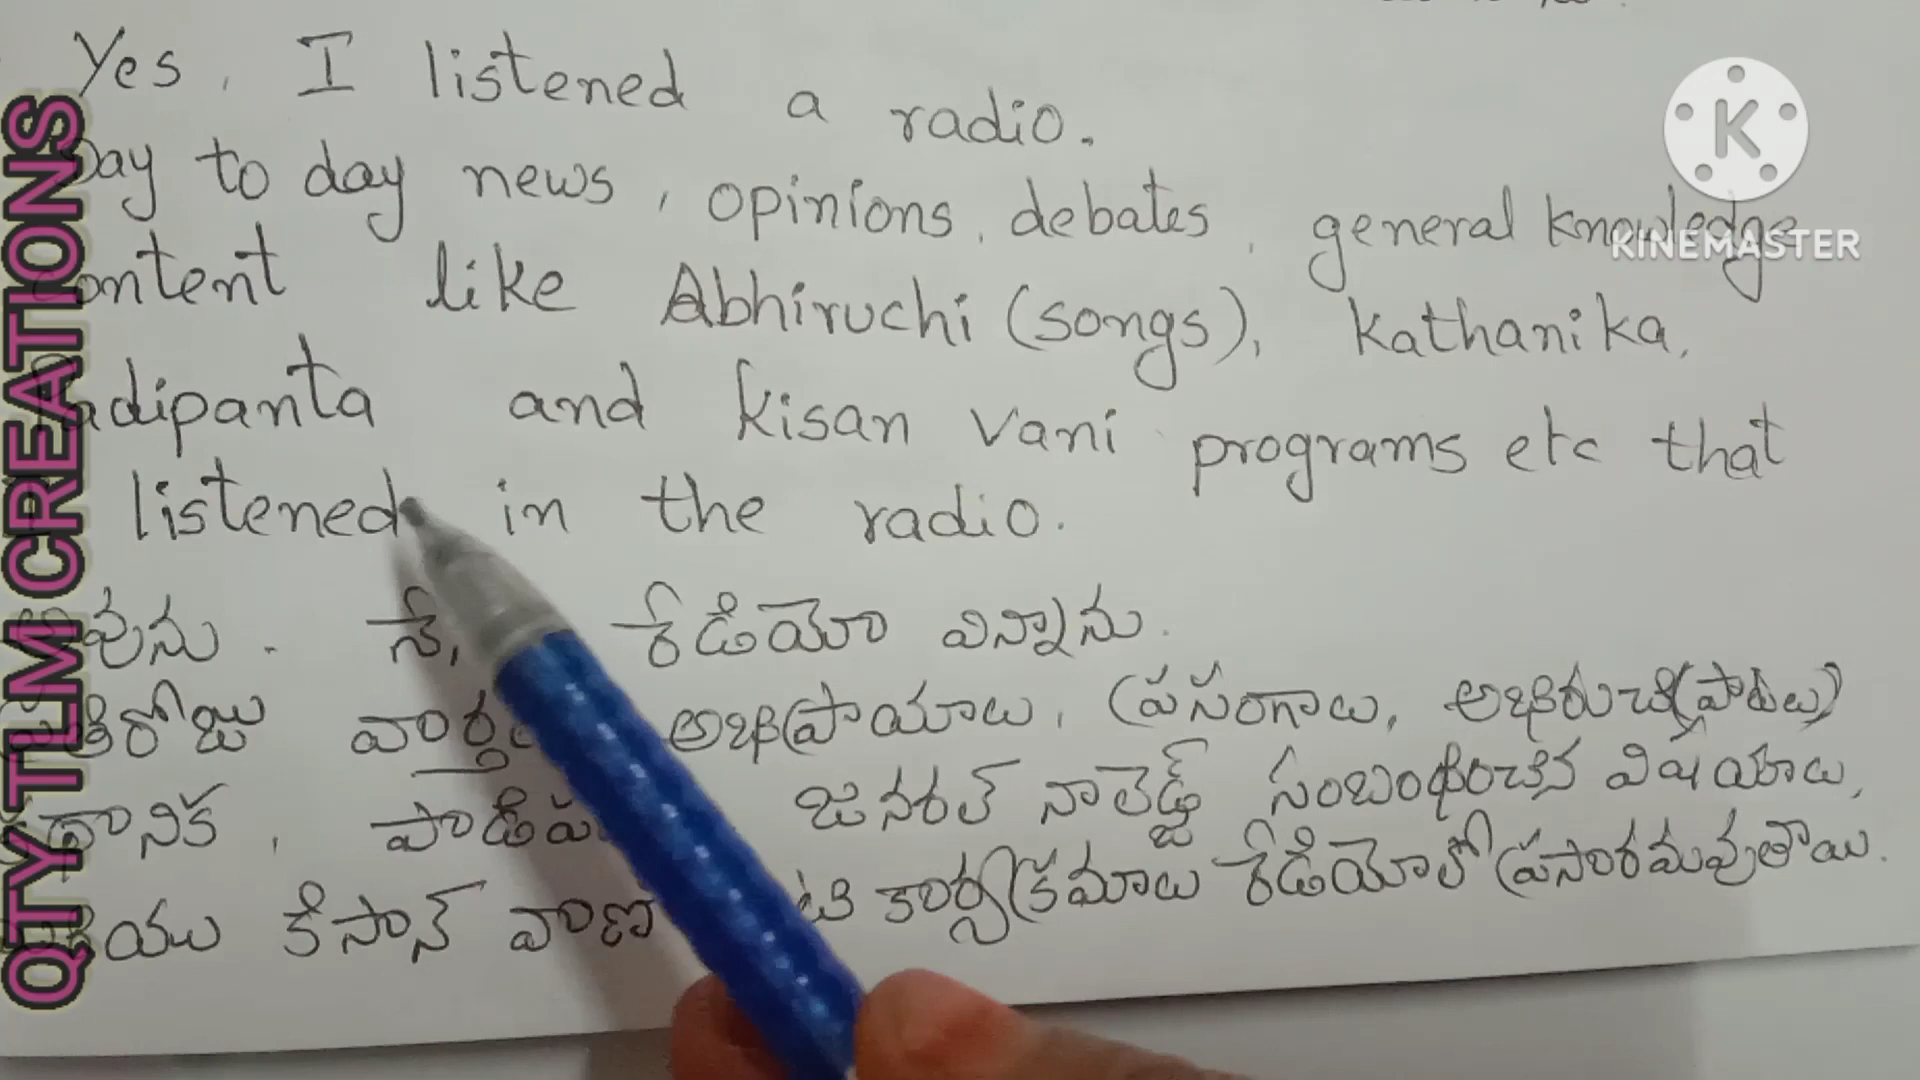 Yes, I listened a radio.
Day to day news, opinions, debates, general knowledge
content like Abhiruchi (songs), Kathanika,
Padipanta and Kisan Vani programs etc that
listened in the radio.
రేడియో విన్నాను.
అభిప్రాయాలు, ప్రసంగాలు, అభిరుచి (పాటలు)
జనరల్ నాలెడ్జ్ సంబంధించిన విషయాలు,
కిసాన్ కార్యక్రమాలు రేడియోలో ప్రసారమవుతాయి.
QTY TLM CREATIONS
K
KINEMASTER